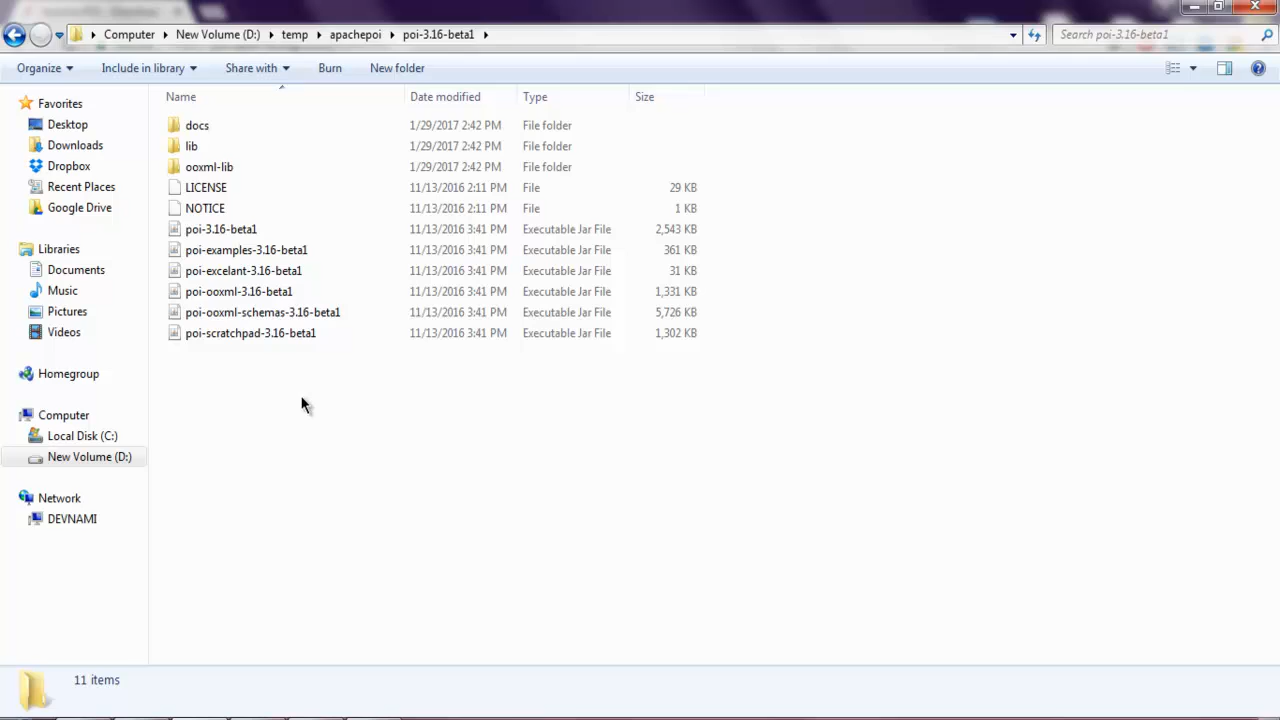 Computer New Volume (D:) temp apachepoi poi-3.16-beta1 Search poi-3.16-beta1
Organize Include in library Share with Burn New folder
Favorites
Desktop
Downloads
Dropbox
Recent Places
Google Drive
Libraries
Documents
Music
Pictures
Videos
Homegroup
Computer
Local Disk (C:)
New Volume (D:)
Network
DEVNAMI
Name Date modified Type Size
docs 1/29/2017 2:42 PM File folder
lib 1/29/2017 2:42 PM File folder
ooxml-lib 1/29/2017 2:42 PM File folder
LICENSE 11/13/2016 2:11 PM File 29 KB
NOTICE 11/13/2016 2:11 PM File 1 KB
poi-3.16-beta1 11/13/2016 3:41 PM Executable Jar File 2,543 KB
poi-examples-3.16-beta1 11/13/2016 3:41 PM Executable Jar File 361 KB
poi-excelant-3.16-beta1 11/13/2016 3:41 PM Executable Jar File 31 KB
poi-ooxml-3.16-beta1 11/13/2016 3:41 PM Executable Jar File 1,331 KB
poi-ooxml-schemas-3.16-beta1 11/13/2016 3:41 PM Executable Jar File 5,726 KB
poi-scratchpad-3.16-beta1 11/13/2016 3:41 PM Executable Jar File 1,302 KB
11 items